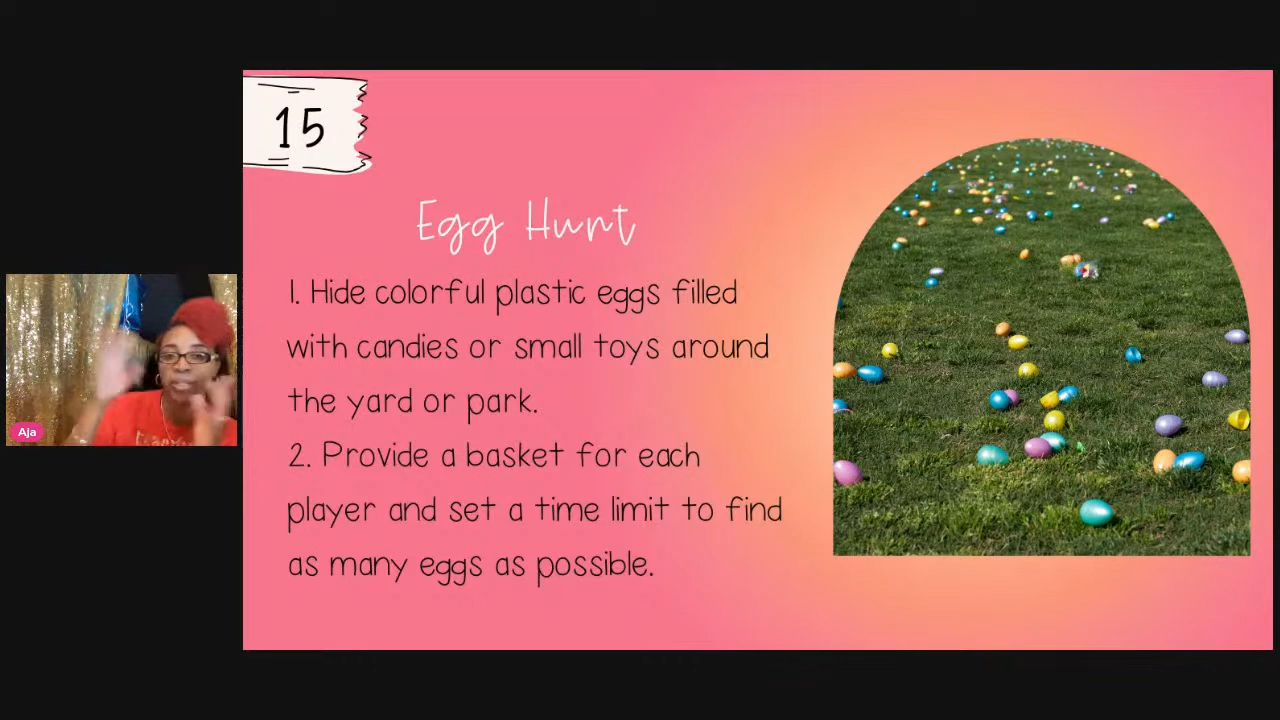 15
Egg Hunt
1. Hide colorful plastic eggs filled
with candies or small toys around
the yard or park.
2. Provide a basket for each
player and set a time limit to find
as many eggs as possible.
Aja